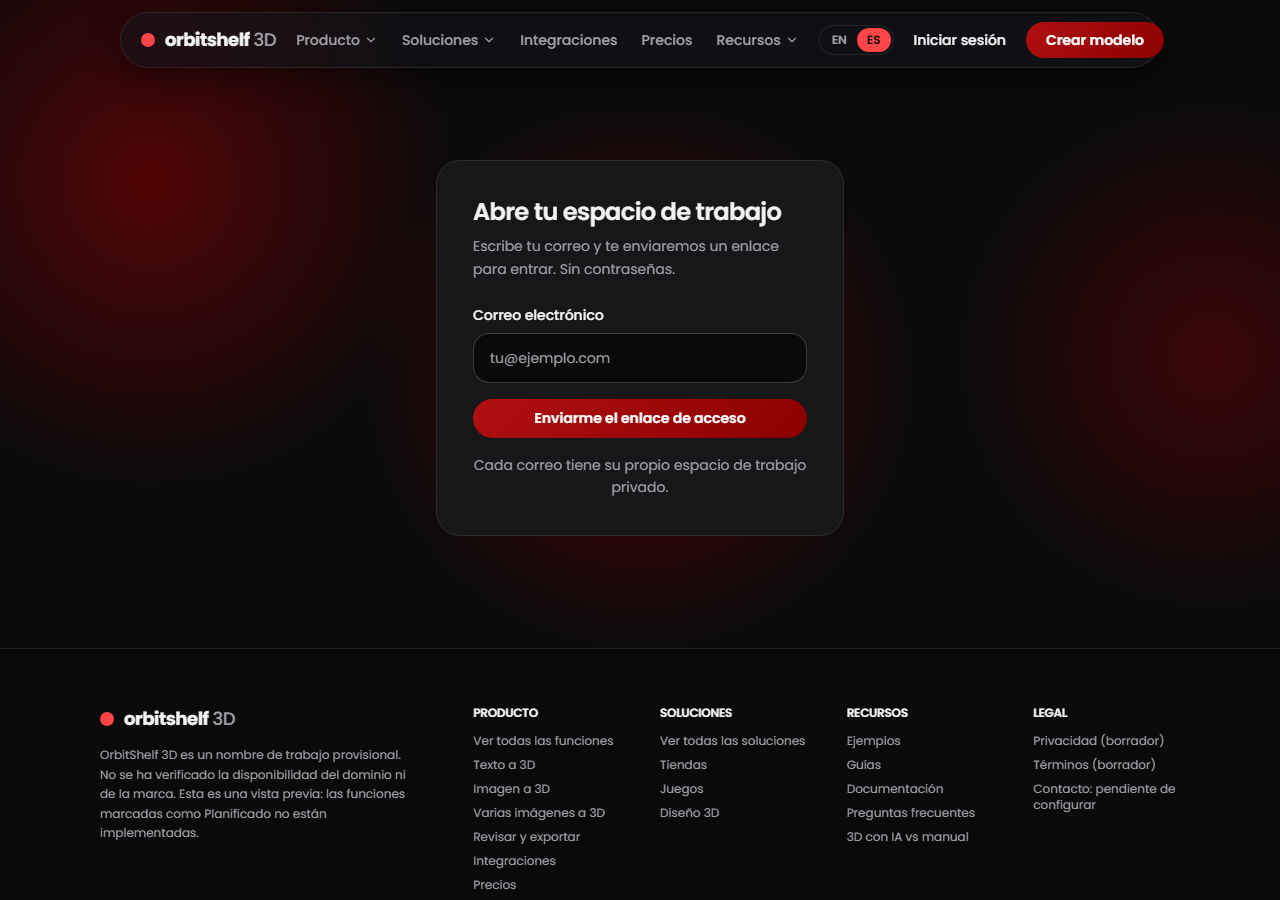 orbitshelf 3D Producto Soluciones Integraciones Precios Recursos EN ES Iniciar sesión Crear modelo
Abre tu espacio de trabajo
Escribe tu correo y te enviaremos un enlace
para entrar. Sin contraseñas.
Correo electrónico
tu@ejemplo.com
Enviarme el enlace de acceso
Cada correo tiene su propio espacio de trabajo
privado.
orbitshelf 3D
OrbitShelf 3D es un nombre de trabajo provisional.
No se ha verificado la disponibilidad del dominio ni
de la marca. Esta es una vista previa: las funciones
marcadas como Planificado no están
implementadas.
PRODUCTO
Ver todas las funciones
Texto a 3D
Imagen a 3D
Varias imágenes a 3D
Revisar y exportar
Integraciones
Precios
SOLUCIONES
Ver todas las soluciones
Tiendas
Juegos
Diseño 3D
RECURSOS
Ejemplos
Guías
Documentación
Preguntas frecuentes
3D con IA vs manual
LEGAL
Privacidad (borrador)
Términos (borrador)
Contacto: pendiente de
configurar